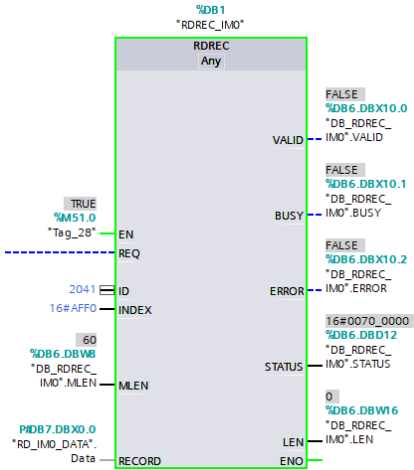 %DB1
"RDREC_IM0"
RDREC
Any
FALSE
%DB6.DBX10.0
"DB_RDREC_
IM0".VALID
VALID
FALSE
%DB6.DBX10.1
"DB_RDREC_
IM0".BUSY
BUSY
TRUE
%M51.0
"Tag_28"
EN
REQ
FALSE
%DB6.DBX10.2
"DB_RDREC_
IM0".ERROR
ERROR
2041
ID
16#AFF0
INDEX
16#0070_0000
%DB6.DBD12
"DB_RDREC_
IM0".STATUS
STATUS
60
%DB6.DBW8
"DB_RDREC_
IM0".MLEN
MLEN
0
%DB6.DBW16
"DB_RDREC_
IM0".LEN
LEN
P#DB7.DBX0.0
"RD_IM0_DATA".
Data
RECORD
ENO